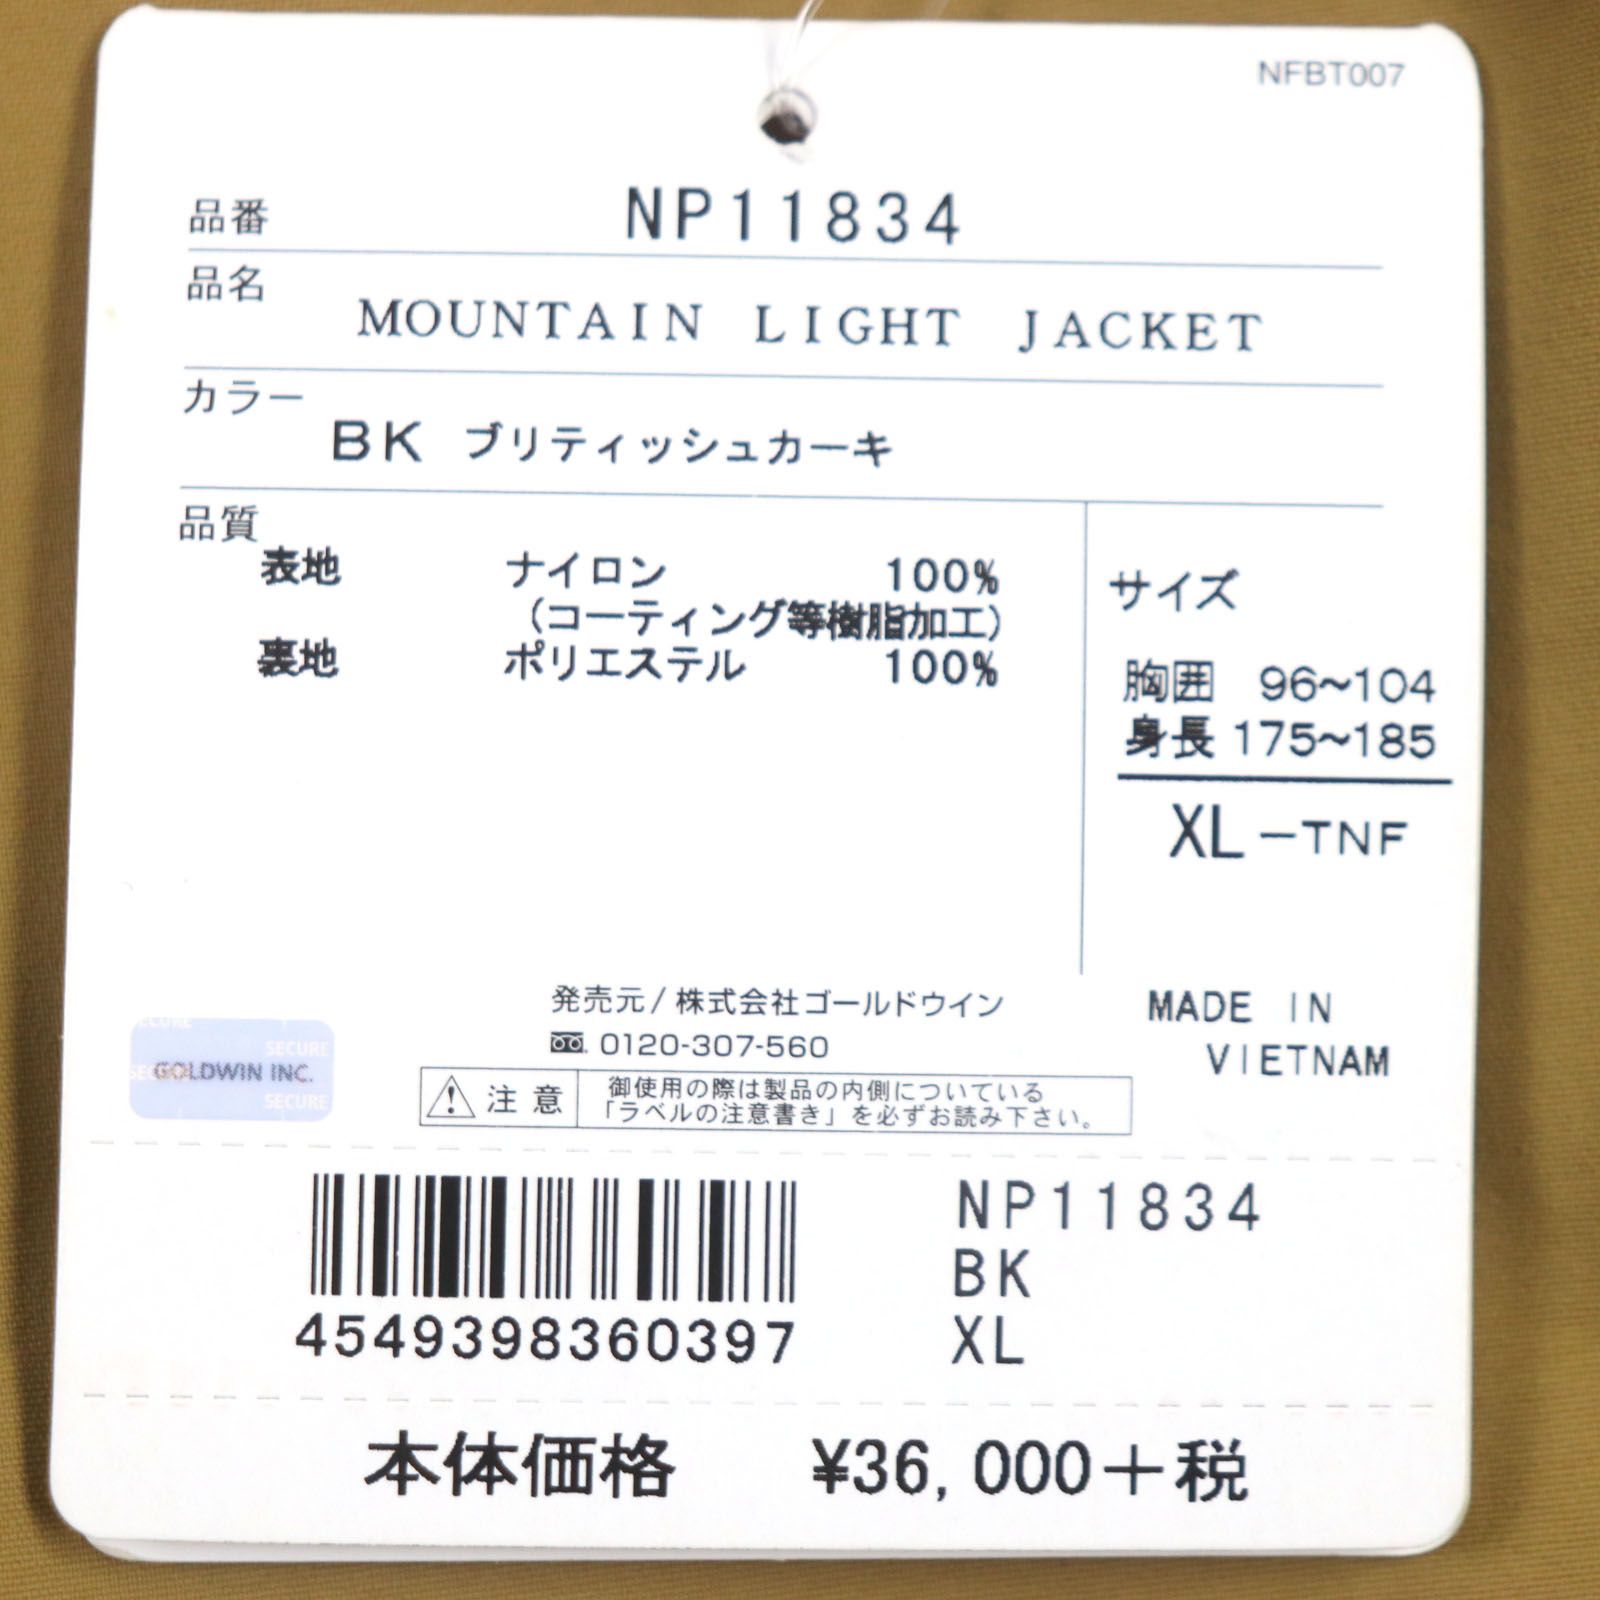 NFBT007
品番 NP11834
品名
MOUNTAIN LIGHT JACKET
カラー
BK ブリティッシュカーキ
品質
表地 ナイロン 100%
(コーティング等樹脂加工)
裏地 ポリエステル 100%
サイズ
胸囲 96~104
身長 175~185
XL-TNF
発売元/株式会社ゴールドウイン
0120-307-560
MADE IN
VIETNAM
SECURE
SECURE
GOLDWIN INC.
SECURE
注意
御使用の際は製品の内側についている
「ラベルの注意書き」を必ずお読み下さい。
4549398360397
NP11834
BK
XL
本体価格 ¥36,000+税